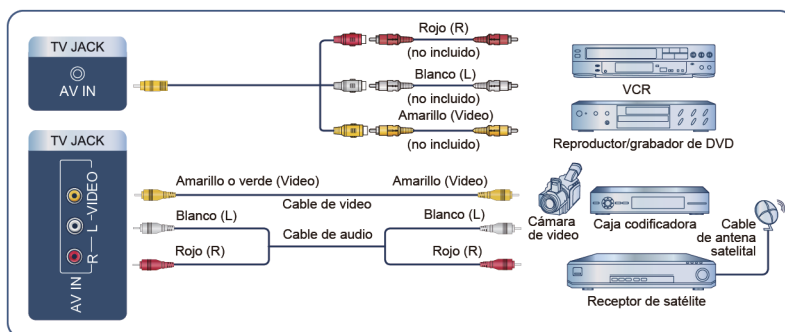 TV JACK
AV IN
Rojo (R)
(no incluido)
Blanco (L)
(no incluido)
Amarillo (Video)
(no incluido)
VCR
Reproductor/grabador de DVD
TV JACK
AV IN
R — L -VIDEO
Amarillo o verde (Video)
Amarillo (Video)
Cable de video
Blanco (L)
Blanco (L)
Cable de audio
Rojo (R)
Rojo (R)
Cámara
de video
Caja codificadora
Cable
de antena
satelital
Receptor de satélite